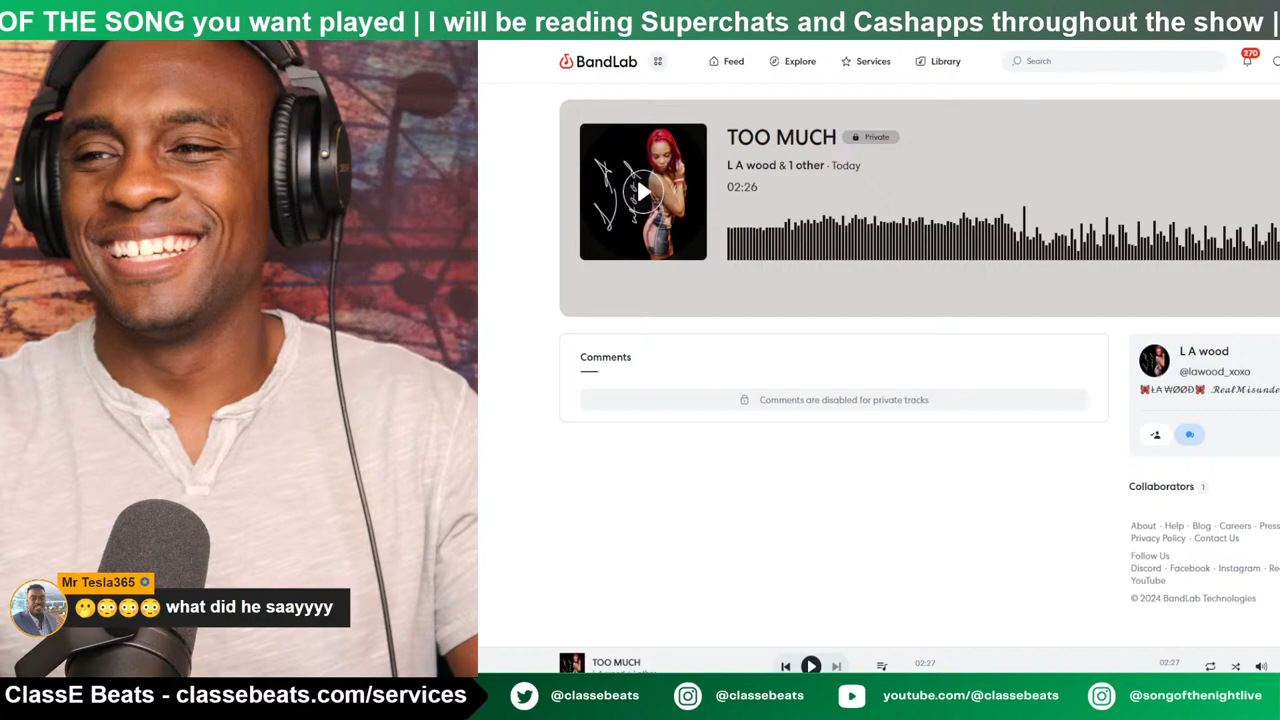 OF THE SONG you want played | I will be reading Superchats and Cashapps throughout the show |
BandLab
Feed
Explore
Services
Library
Search
270
TOO MUCH
Private
L A wood & 1 other · Today
02:26
Comments
Comments are disabled for private tracks
L A wood
@lawood_xoxo
ŁA ₩ØØĐ
Collaborators 1
About · Help · Blog · Careers · Press
Privacy Policy · Contact Us
Follow Us
Discord · Facebook · Instagram ·
YouTube
© 2024 BandLab Technologies
Mr Tesla365
what did he saayyyy
TOO MUCH
02:27
02:27
ClassE Beats - classebeats.com/services
@classebeats
@classebeats
youtube.com/@classebeats
@songofthenightlive